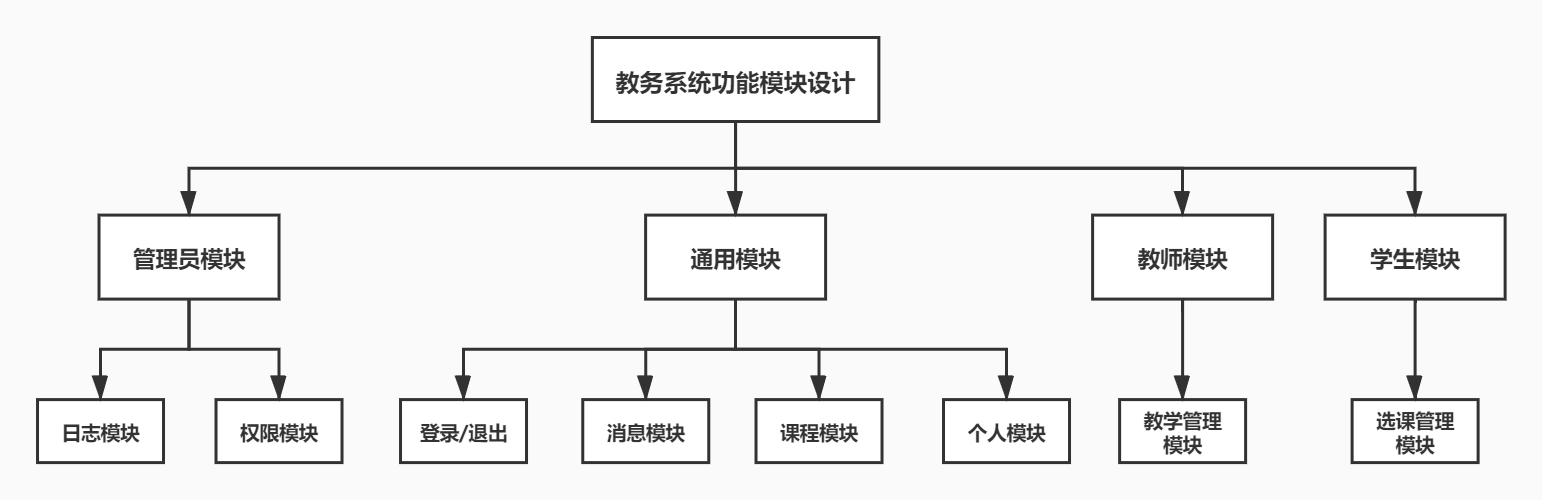 教务系统功能模块设计
管理员模块
通用模块
教师模块
学生模块
日志模块
权限模块
登录/退出
消息模块
课程模块
个人模块
教学管理
模块
选课管理
模块